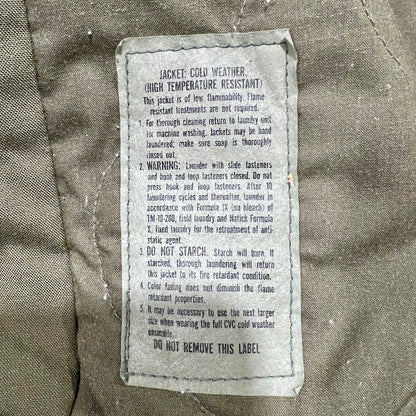 JACKET: COLD WEATHER,
(HIGH TEMPERATURE RESISTANT)
This jacket is of low flammability. Flame
resistant treatments are not required.
1. For thorough cleaning return to laundry unit
for machine washing. Jackets may be hand
laundered; make sure soap is thoroughly
rinsed out.
2. WARNING: Launder with slide fasteners
and hook and loop fasteners closed. Do not
press hook and loop fasteners. After 10
laundering cycles and thereafter, launder in
accordance with Formula IX (no bleach) of
TM-10-280, field laundry and Natick Formula
X, fixed laundry for the retreatment of anti-
static agent.
3. DO NOT STARCH. Starch will burn. If
starched, thorough laundering will return
this jacket to its fire retardant condition.
4. Color fading does not diminish the flame
retardant properties.
5. It may be necessary to use the next larger
size when wearing the full CVC cold weather
ensemble.
DO NOT REMOVE THIS LABEL